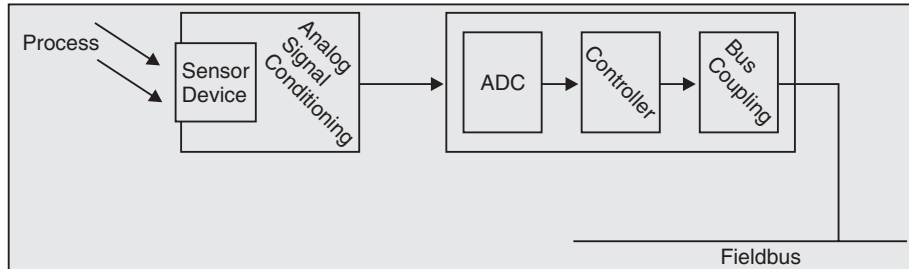 Process
Sensor
Device
Analog
Signal
Conditioning
ADC
Controller
Bus
Coupling
Fieldbus